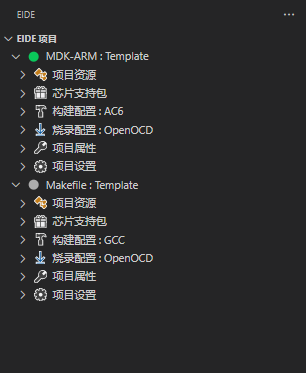 EIDE
EIDE 项目
MDK-ARM : Template
项目资源
芯片支持包
构建配置 : AC6
烧录配置 : OpenOCD
项目属性
项目设置
Makefile : Template
项目资源
芯片支持包
构建配置 : GCC
烧录配置 : OpenOCD
项目属性
项目设置